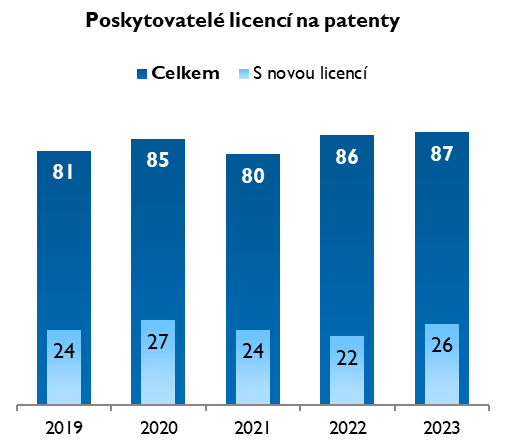 Poskytovatelé licencí na patenty
Celkem S novou licencí
81 85 80 86 87
24 27 24 22 26
2019 2020 2021 2022 2023